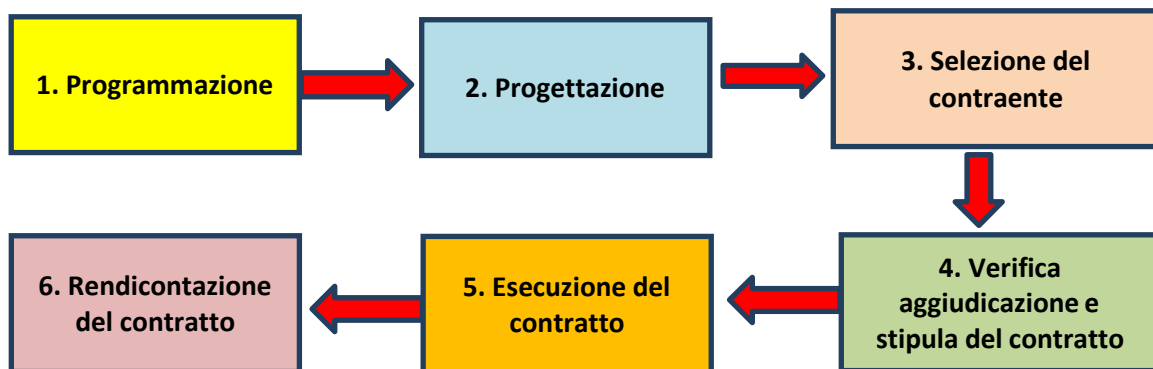 1. Programmazione
2. Progettazione
3. Selezione del
contraente
4. Verifica
aggiudicazione e
stipula del contratto
5. Esecuzione del
contratto
6. Rendicontazione
del contratto